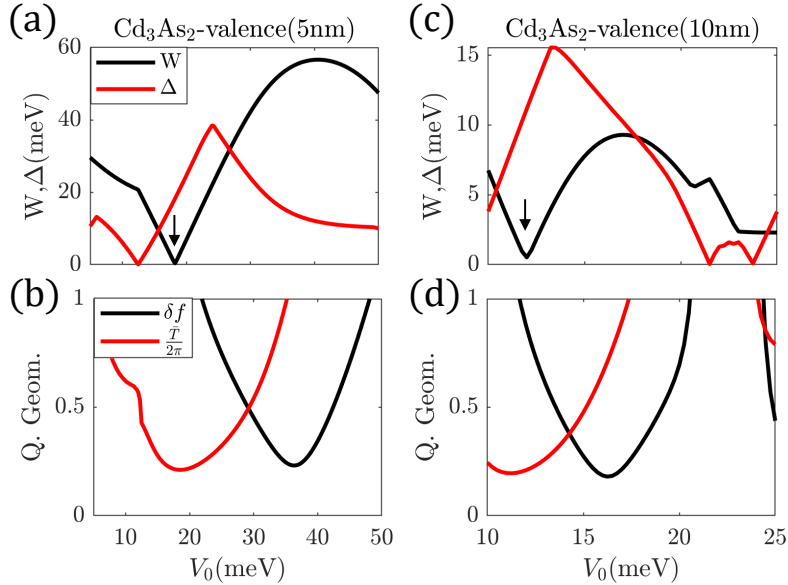 (a)
Cd₃As₂-valence(5nm)
W
Δ
W,Δ(meV)
60
40
20
0
(c)
Cd₃As₂-valence(10nm)
W,Δ(meV)
15
10
5
0
(b)
δf
T̄/2π
Q. Geom.
1
0.5
0
10 20 30 40 50
V₀(meV)
(d)
Q. Geom.
1
0.5
0
10 15 20 25
V₀(meV)